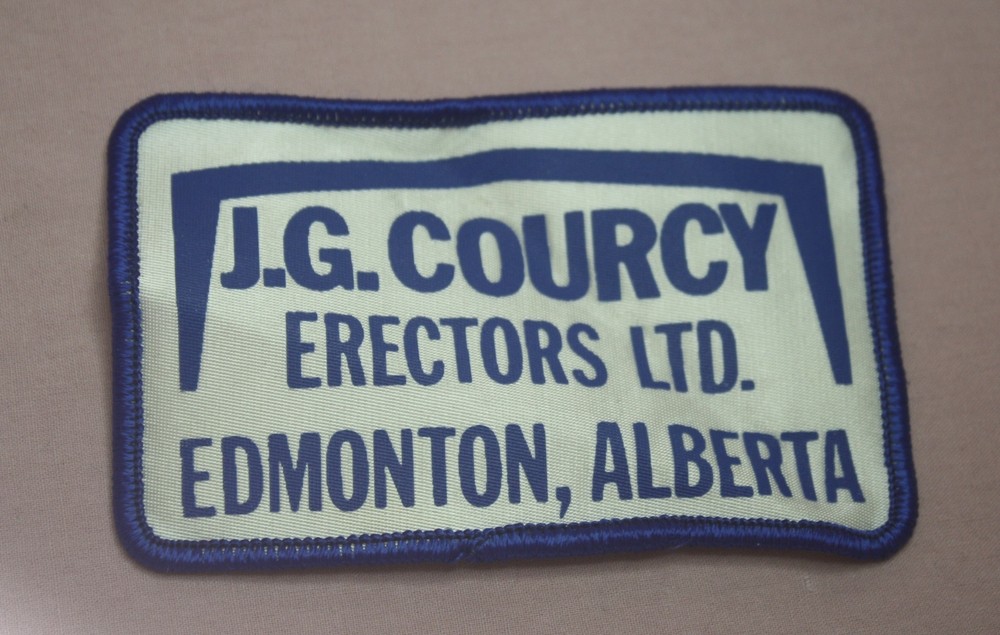 J.G. COURCY
ERECTORS LTD.
EDMONTON, ALBERTA